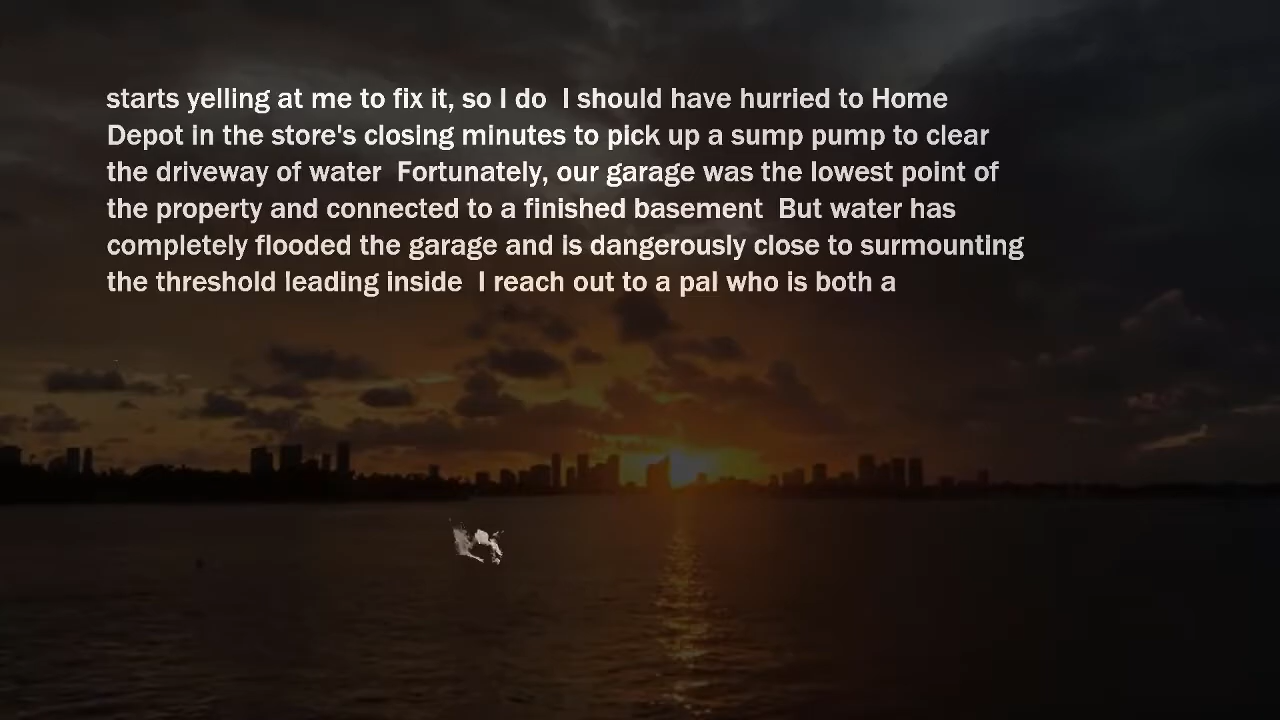 starts yelling at me to fix it, so I do  I should have hurried to Home
Depot in the store's closing minutes to pick up a sump pump to clear
the driveway of water  Fortunately, our garage was the lowest point of
the property and connected to a finished basement  But water has
completely flooded the garage and is dangerously close to surmounting
the threshold leading inside  I reach out to a pal who is both a